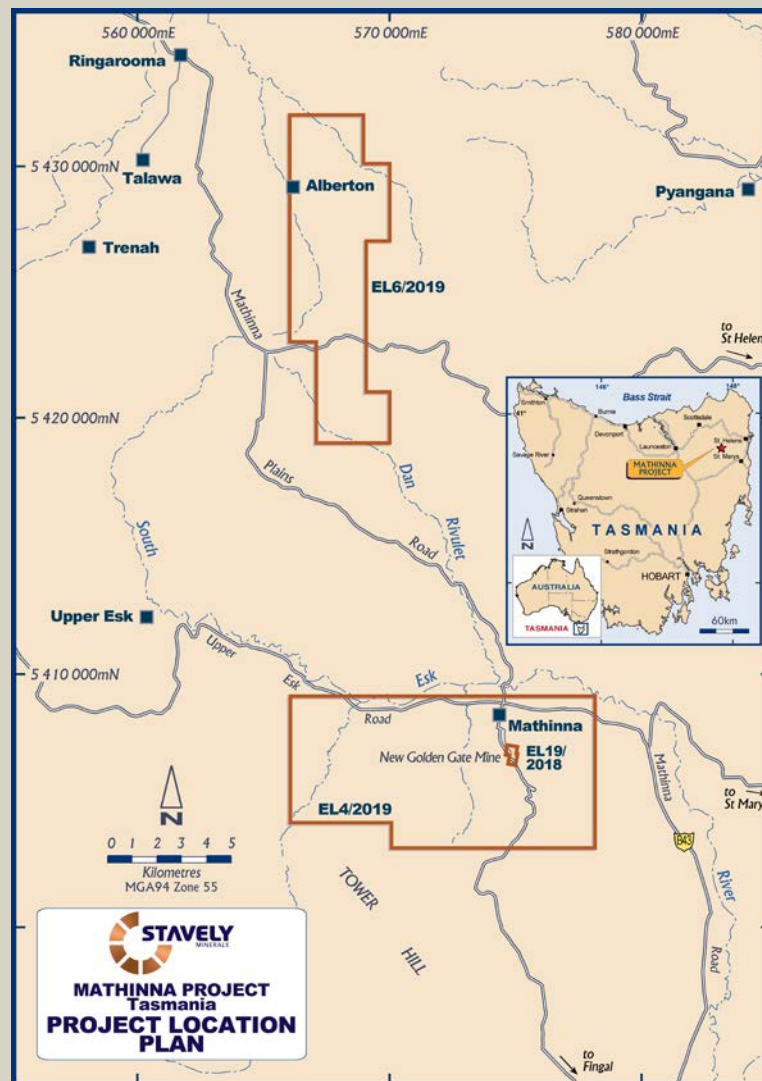 560 000mE
570 000mE
580 000mE
Ringarooma
5 430 000mN
Talawa
Alberton
Pyangana
Trenah
EL6/2019
Mathinna
to
St Helen
5 420 000mN
Plains
Road
Dan
Rivulet
South
Upper Esk
5 410 000mN
Upper
Esk
Road
Esk
Mathinna
New Golden Gate Mine
EL19/
2018
EL4/2019
Mathinna
to
St Mary
B43
River
Road
TOWER
HILL
to
Fingal
N
0 1 2 3 4 5
Kilometres
MGA94 Zone 55
STAVELY
MINERALS
MATHINNA PROJECT
Tasmania
PROJECT LOCATION
PLAN
Bass Strait
146°
148°
41°
Smithton
Burnie
Devonport
Launceston
Scottsdale
St. Helens
St. Marys
Savage River
MATHINNA
PROJECT
Queenstown
Strahan
TASMANIA
Strathgordon
HOBART
N
60km
AUSTRALIA
TASMANIA